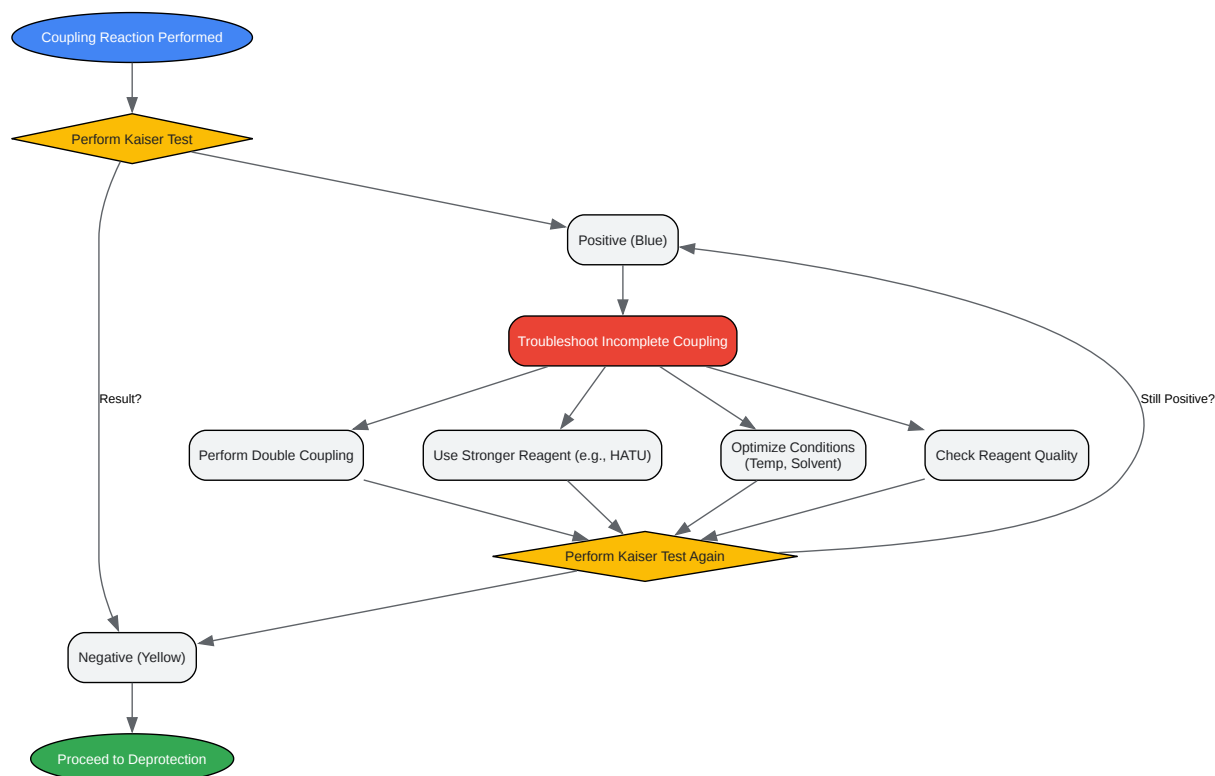 Coupling Reaction Performed
Perform Kaiser Test
Positive (Blue)
Troubleshoot Incomplete Coupling
Result?
Still Positive?
Perform Double Coupling
Use Stronger Reagent (e.g., HATU)
Optimize Conditions
(Temp, Solvent)
Check Reagent Quality
Perform Kaiser Test Again
Negative (Yellow)
Proceed to Deprotection